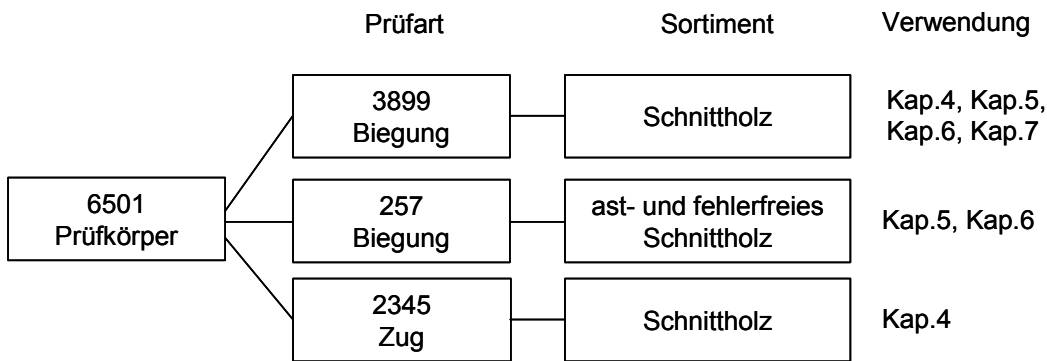 Prüfart
Sortiment
Verwendung
6501
Prüfkörper
3899
Biegung
Schnittholz
Kap.4, Kap.5,
Kap.6, Kap.7
257
Biegung
ast- und fehlerfreies
Schnittholz
Kap.5, Kap.6
2345
Zug
Schnittholz
Kap.4